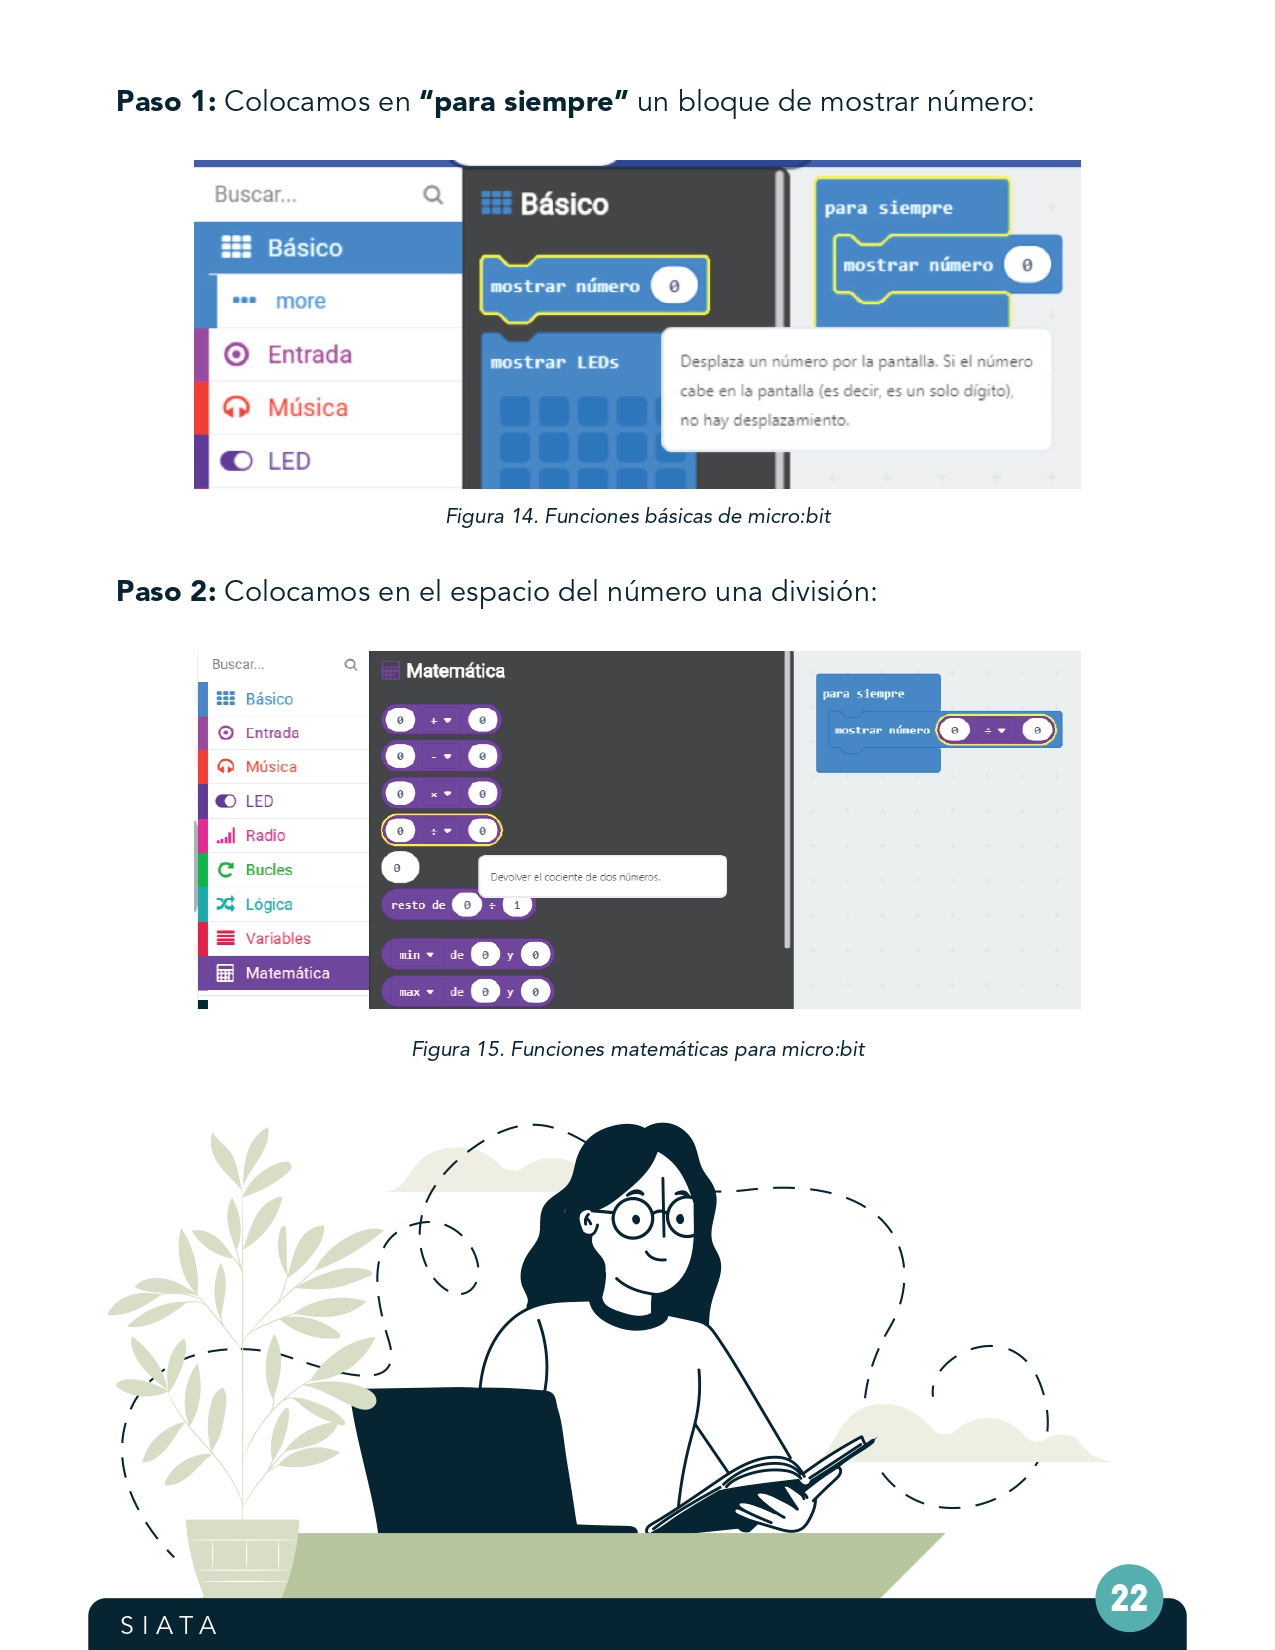 Paso 1: Colocamos en “para siempre” un bloque de mostrar número:
Buscar...
Básico
more
Entrada
Música
LED
Básico
mostrar número 0
mostrar LEDs
para siempre
mostrar número 0
Desplaza un número por la pantalla. Si el número
cabe en la pantalla (es decir, es un solo dígito),
no hay desplazamiento.
Figura 14. Funciones básicas de micro:bit
Paso 2: Colocamos en el espacio del número una división:
Buscar...
Básico
Entrada
Música
LED
Radio
Bucles
Lógica
Variables
Matemática
Matemática
0 + 0
0 - 0
0 × 0
0 ÷ 0
0
Devolver el cociente de dos números.
resto de 0 ÷ 1
min de 0 y 0
max de 0 y 0
para siempre
mostrar número 0 ÷ 0
Figura 15. Funciones matemáticas para micro:bit
22
SIATA